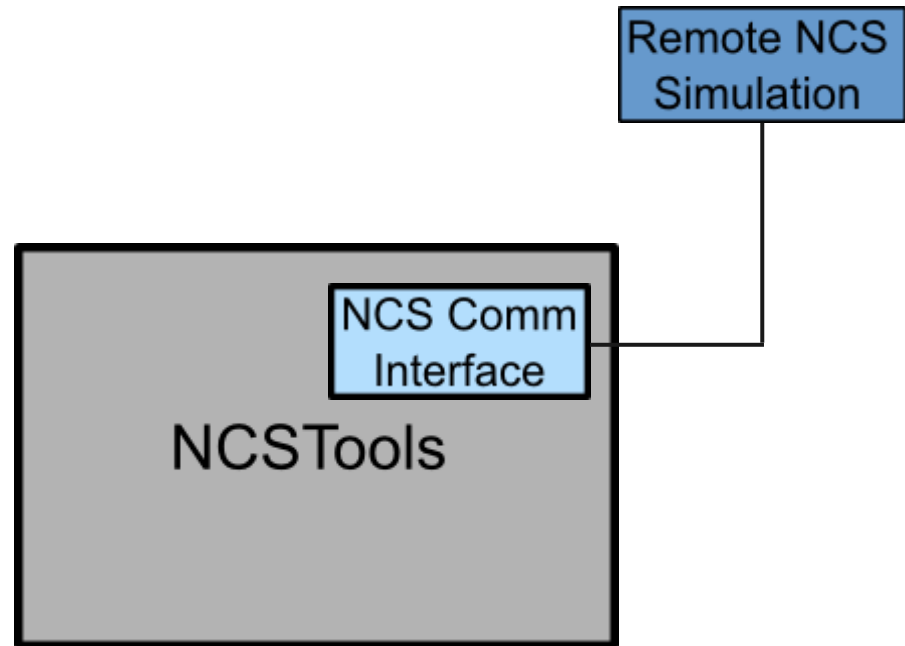 Remote NCS
Simulation
NCS Comm
Interface
NCSTools